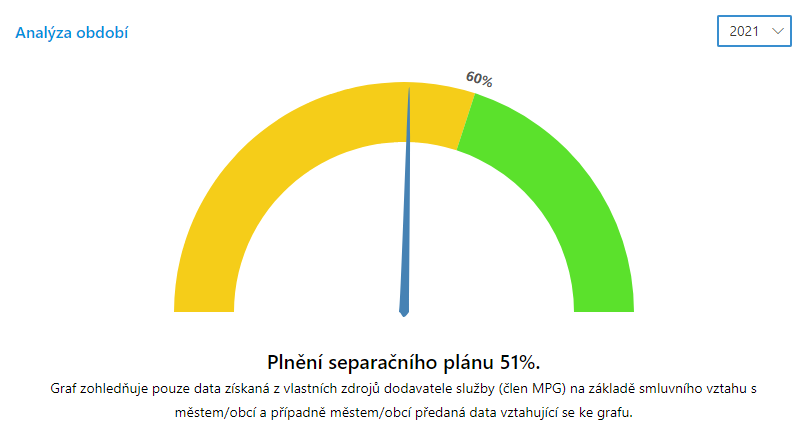 Analýza období
2021
60%
Plnění separačního plánu 51%.
Graf zohledňuje pouze data získaná z vlastních zdrojů dodavatele služby (člen MPG) na základě smluvního vztahu s
městem/obcí a případně městem/obcí předaná data vztahující se ke grafu.